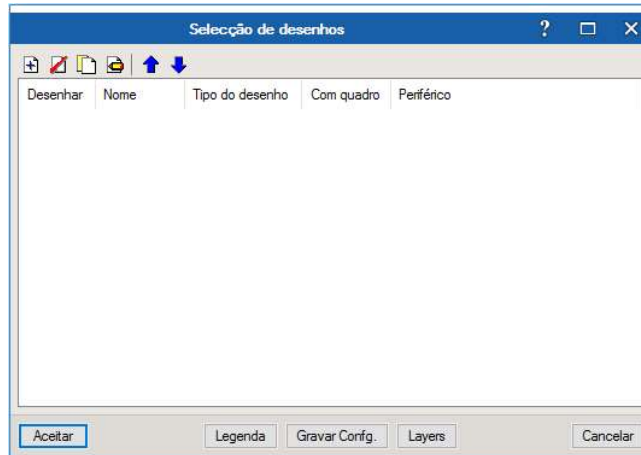 Selecção de desenhos ?
Desenhar Nome Tipo do desenho Com quadro Periférico
Aceitar Legenda Gravar Confg. Layers Cancelar